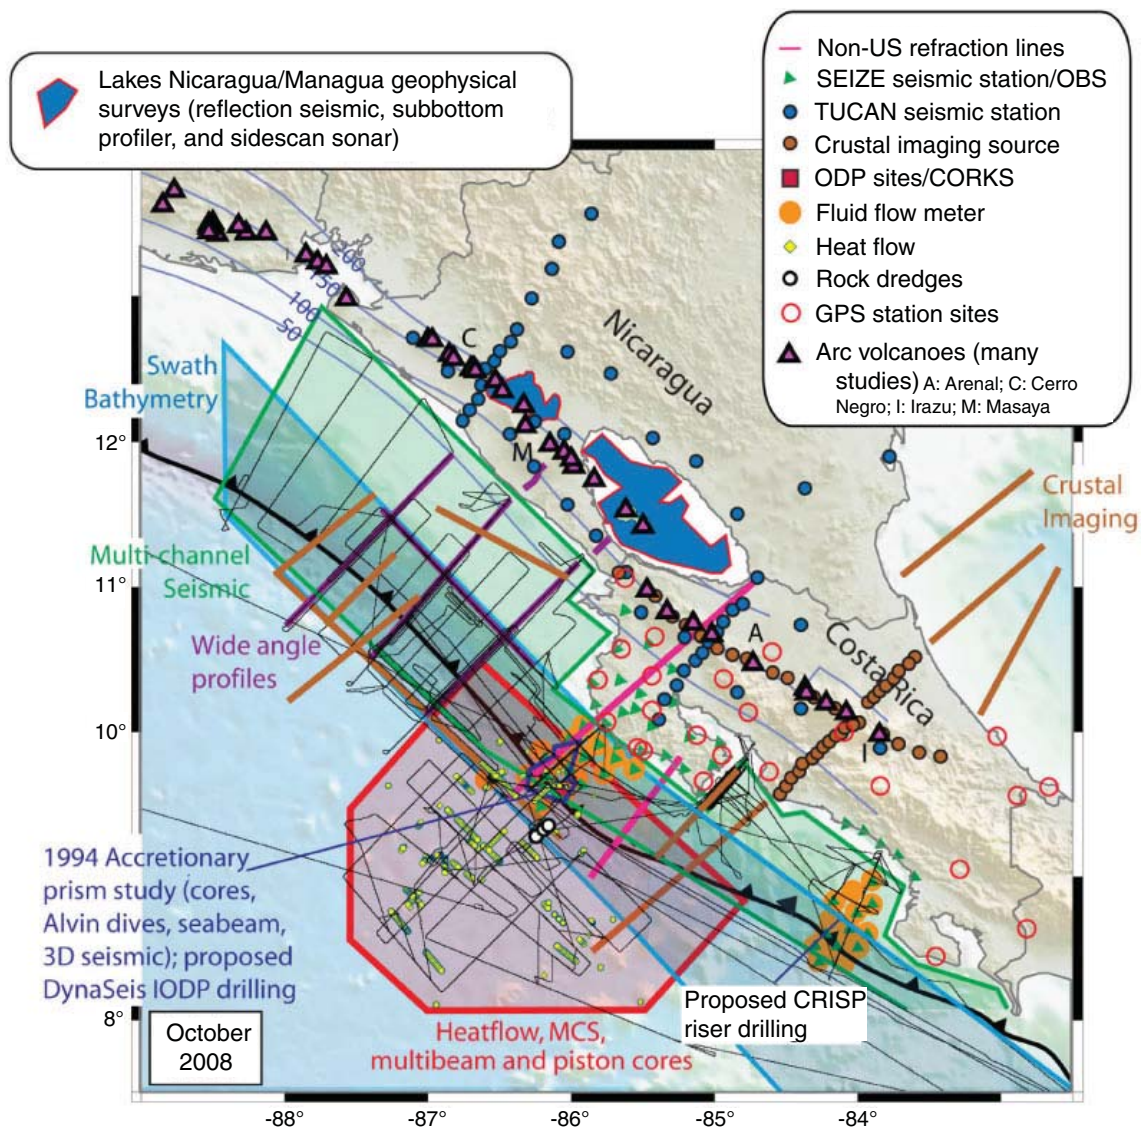 Lakes Nicaragua/Managua geophysical
surveys (reflection seismic, subbottom
profiler, and sidescan sonar)
Non-US refraction lines
SEIZE seismic station/OBS
TUCAN seismic station
Crustal imaging source
ODP sites/CORKS
Fluid flow meter
Heat flow
Rock dredges
GPS station sites
Arc volcanoes (many
studies) A: Arenal; C: Cerro
Negro; I: Irazu; M: Masaya
200
150
100
50
C
Nicaragua
Swath
Bathymetry
12°
M
Crustal
Imaging
Multi-channel
Seismic
11°
Wide angle
profiles
A
Costa Rica
10°
I
1994 Accretionary
prism study (cores,
Alvin dives, seabeam,
3D seismic); proposed
DynaSeis IODP drilling
Proposed CRISP
riser drilling
8°
October
2008
Heatflow, MCS,
multibeam and piston cores
-88°
-87°
-86°
-85°
-84°